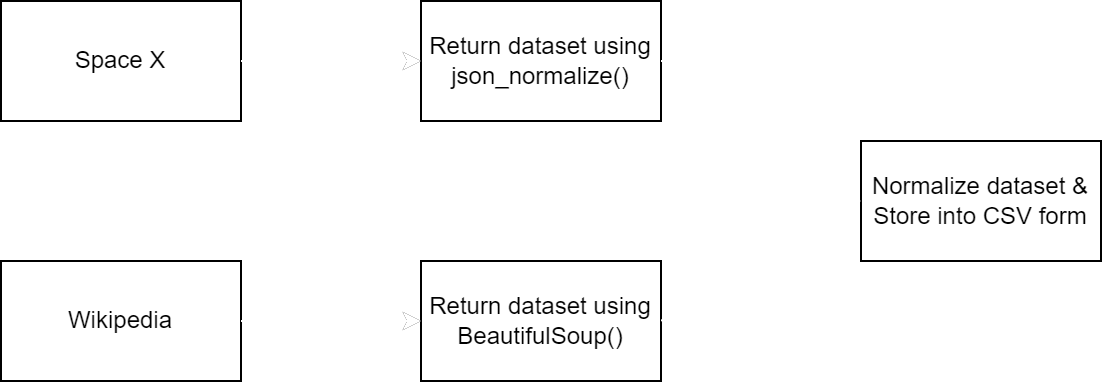 Space X
Return dataset using
json_normalize()
Normalize dataset &
Store into CSV form
Wikipedia
Return dataset using
BeautifulSoup()